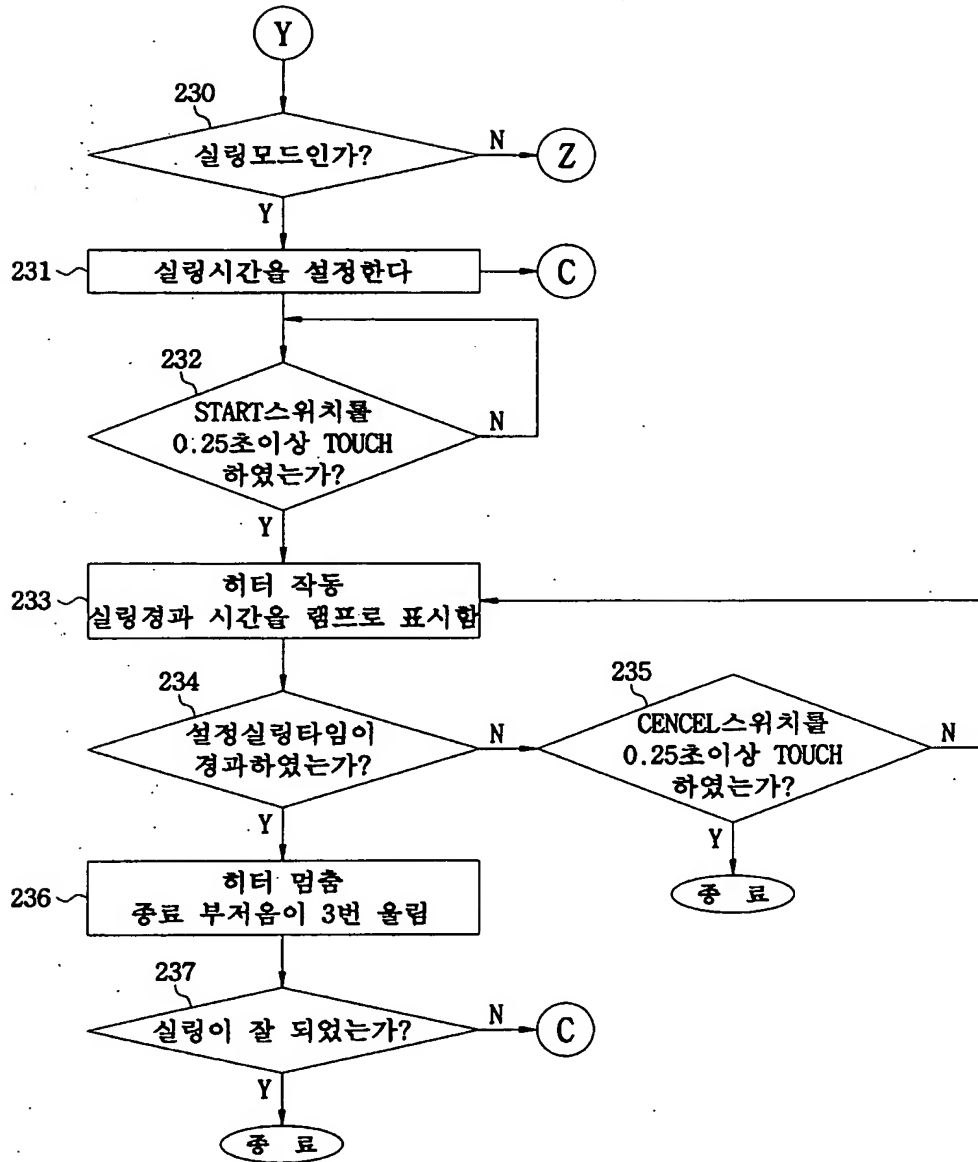 Y
230
실링모드인가?
N
Z
Y
231
실링시간을 설정한다
C
232
START스위치를
0.25초이상 TOUCH
하였는가?
N
Y
233
히터 작동
실링경과 시간을 램프로 표시함
234
설정실링타임이
경과하였는가?
N
235
CENCEL스위치를
0.25초이상 TOUCH
하였는가?
N
Y
Y
종 료
236
히터 멈춤
종료 부저음이 3번 울림
237
실링이 잘 되었는가?
N
C
Y
종 료